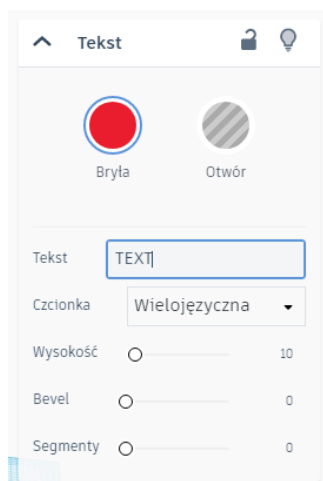 Tekst
Bryła Otwór
Tekst TEXT
Czcionka Wielojęzyczna
Wysokość 10
Bevel 0
Segmenty 0